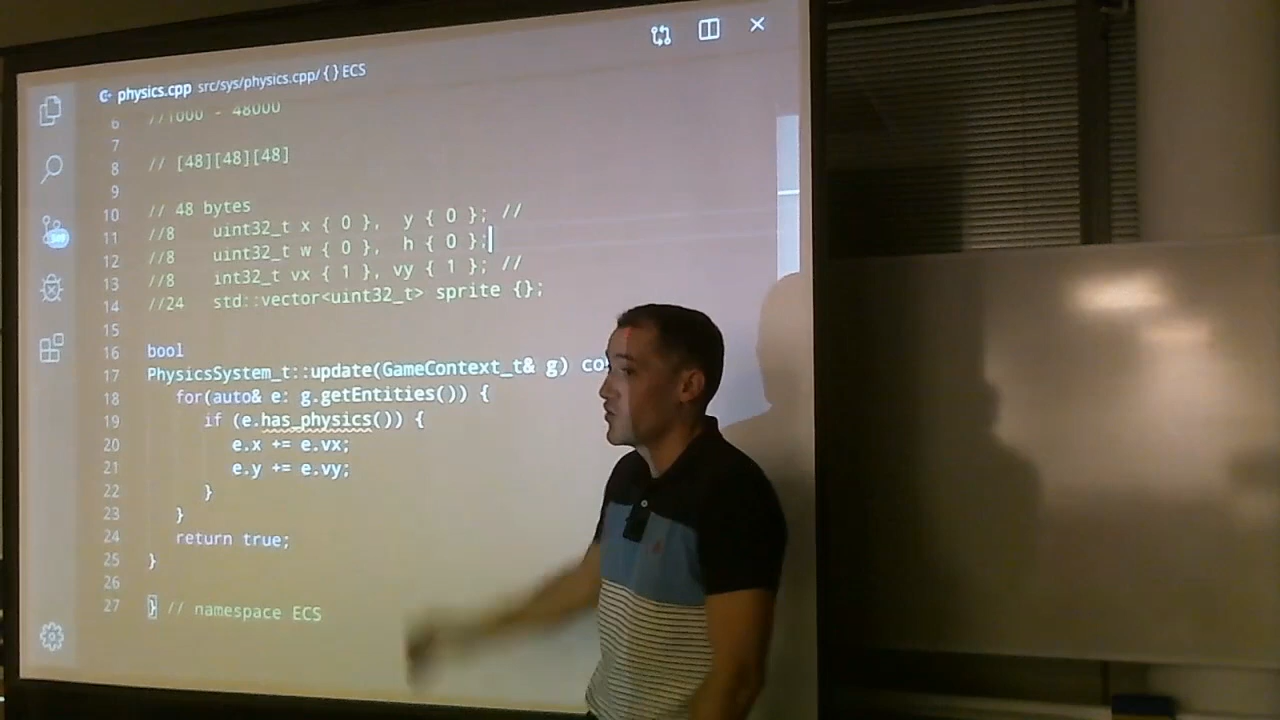 physics.cpp src/sys/physics.cpp/ { } ECS
6 //1000 - 48000
7
8 // [48][48][48]
9
10 // 48 bytes
11 //8 uint32_t x { 0 }, y { 0 }; //
12 //8 uint32_t w { 0 }, h { 0 };
13 //8 int32_t vx { 1 }, vy { 1 }; //
14 //24 std::vector<uint32_t> sprite {};
15
16 bool
17 PhysicsSystem_t::update(GameContext_t& g) co
18 for(auto& e: g.getEntities()) {
19 if (e.has_physics()) {
20 e.x += e.vx;
21 e.y += e.vy;
22 }
23 }
24 return true;
25 }
26
27 } // namespace ECS